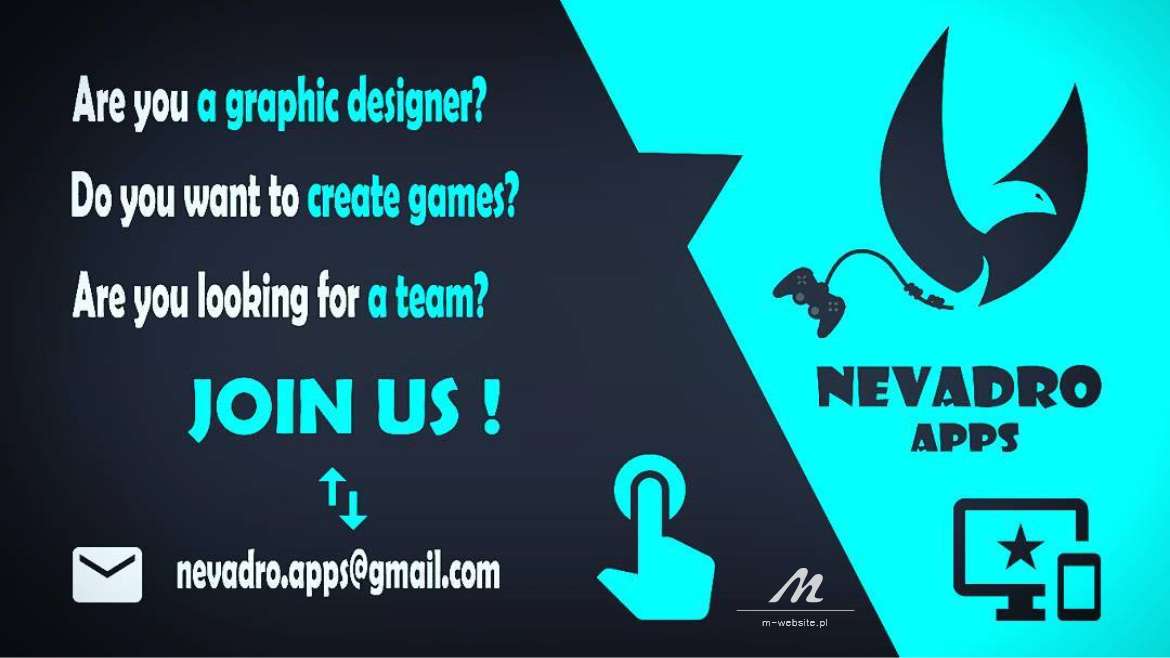 Are you a graphic designer?
Do you want to create games?
Are you looking for a team?
JOIN US !
nevadro.apps@gmail.com
NEVADRO
APPS
M
m-website.pl